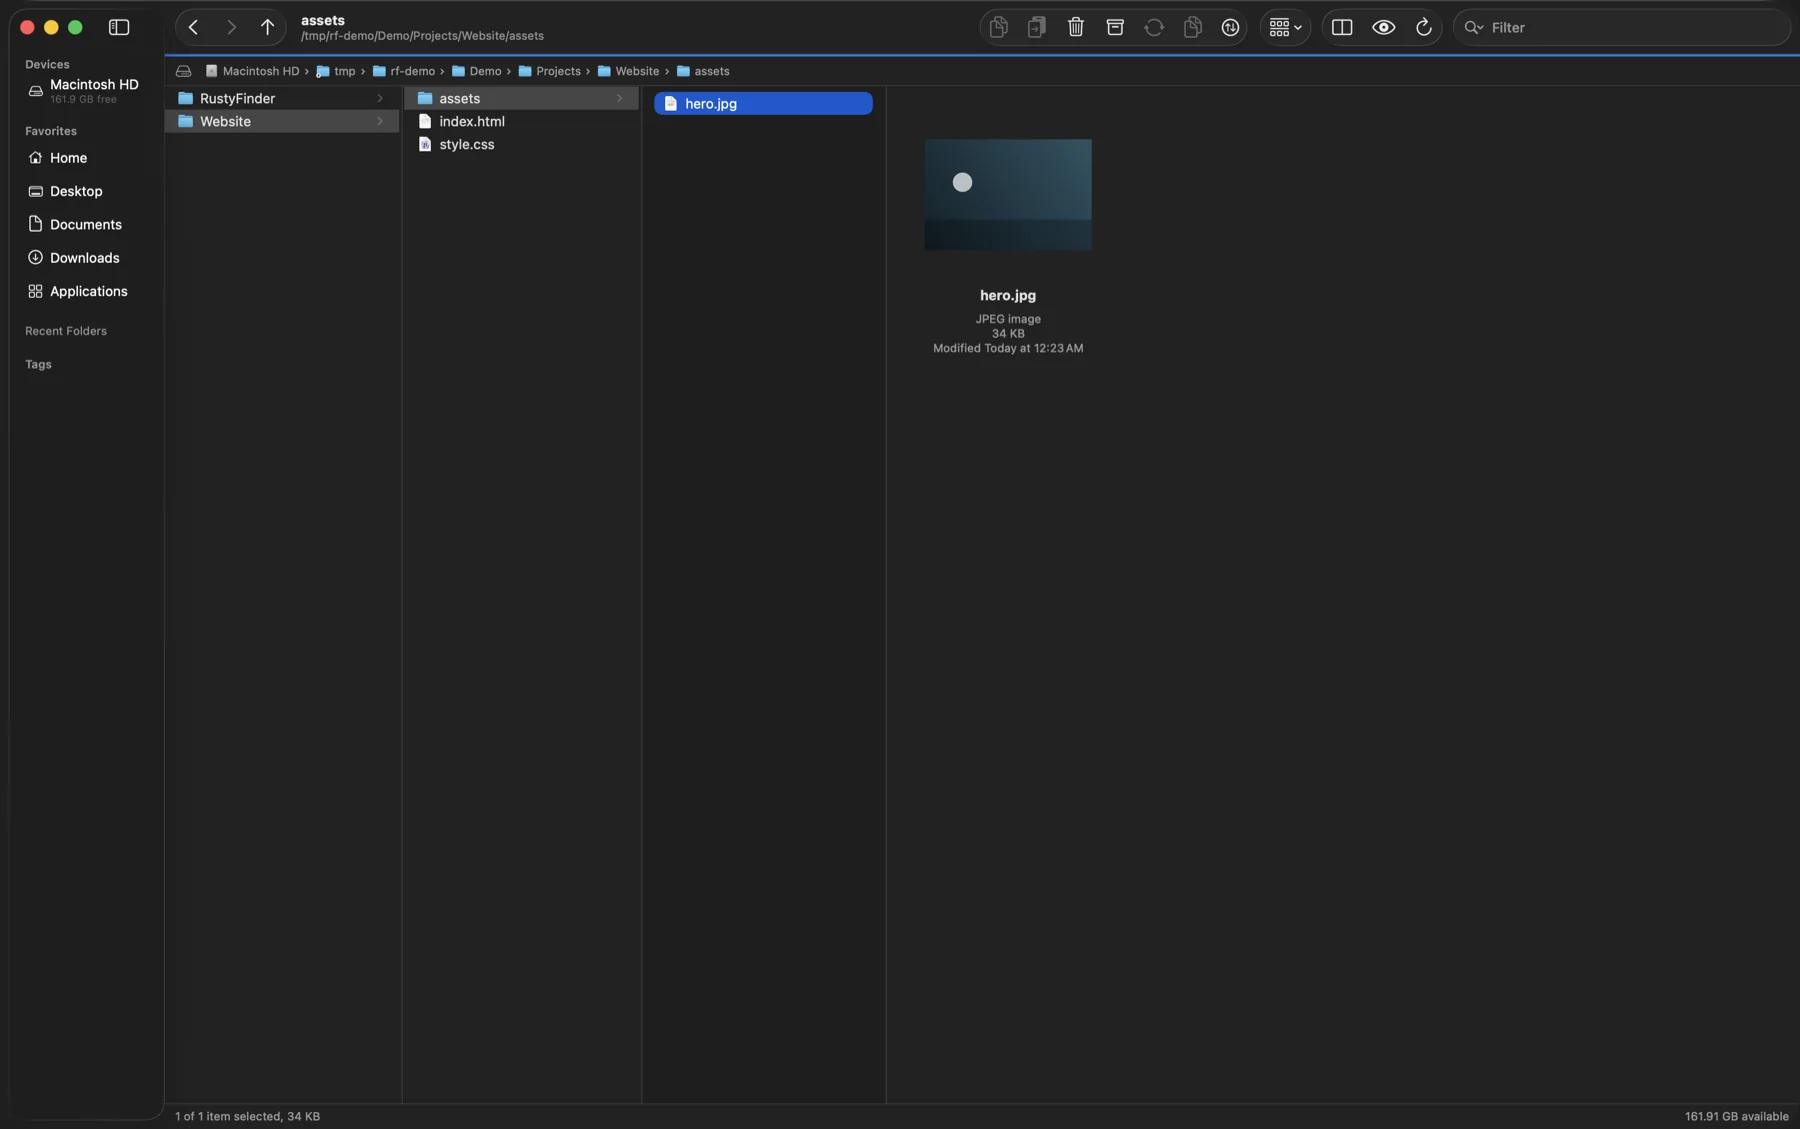 assets
/tmp/rf-demo/Demo/Projects/Website/assets
Filter
Devices
Macintosh HD
161.9 GB free
Favorites
Home
Desktop
Documents
Downloads
Applications
Recent Folders
Tags
Macintosh HD › tmp › rf-demo › Demo › Projects › Website › assets
RustyFinder
Website
assets
index.html
style.css
hero.jpg
hero.jpg
JPEG image
34 KB
Modified Today at 12:23 AM
1 of 1 item selected, 34 KB
161.91 GB available